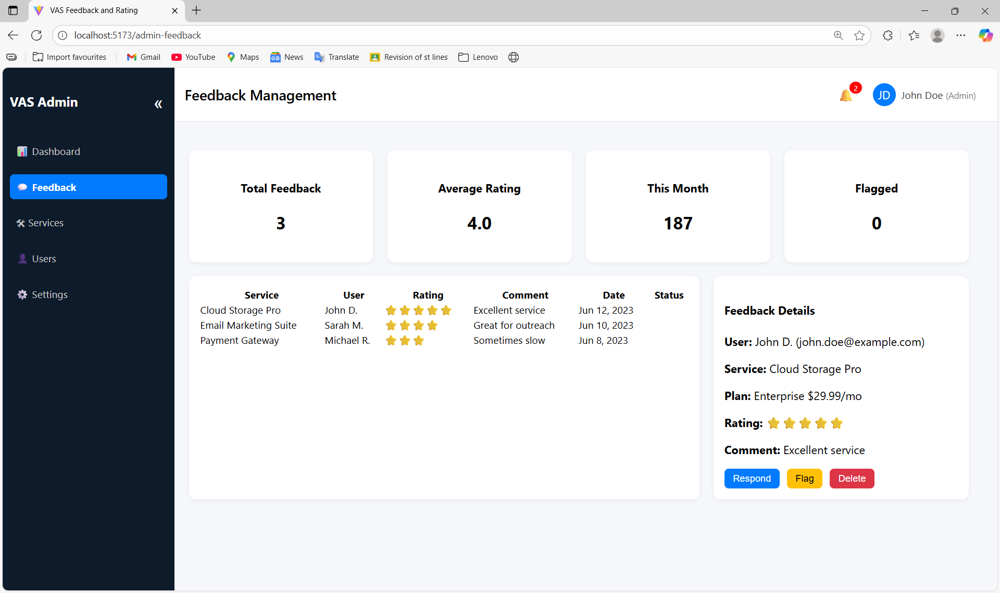 VAS Feedback and Rating
localhost:5173/admin-feedback
Import favourites Gmail YouTube Maps News Translate Revision of st lines Lenovo
VAS Admin «
Dashboard
Feedback
Services
Users
Settings
Feedback Management
2
JD John Doe (Admin)
Total Feedback
3
Average Rating
4.0
This Month
187
Flagged
0
Service User Rating Comment Date Status
Cloud Storage Pro John D. ⭐⭐⭐⭐⭐ Excellent service Jun 12, 2023
Email Marketing Suite Sarah M. ⭐⭐⭐⭐ Great for outreach Jun 10, 2023
Payment Gateway Michael R. ⭐⭐⭐ Sometimes slow Jun 8, 2023
Feedback Details
User: John D. (john.doe@example.com)
Service: Cloud Storage Pro
Plan: Enterprise $29.99/mo
Rating: ⭐⭐⭐⭐⭐
Comment: Excellent service
Respond Flag Delete